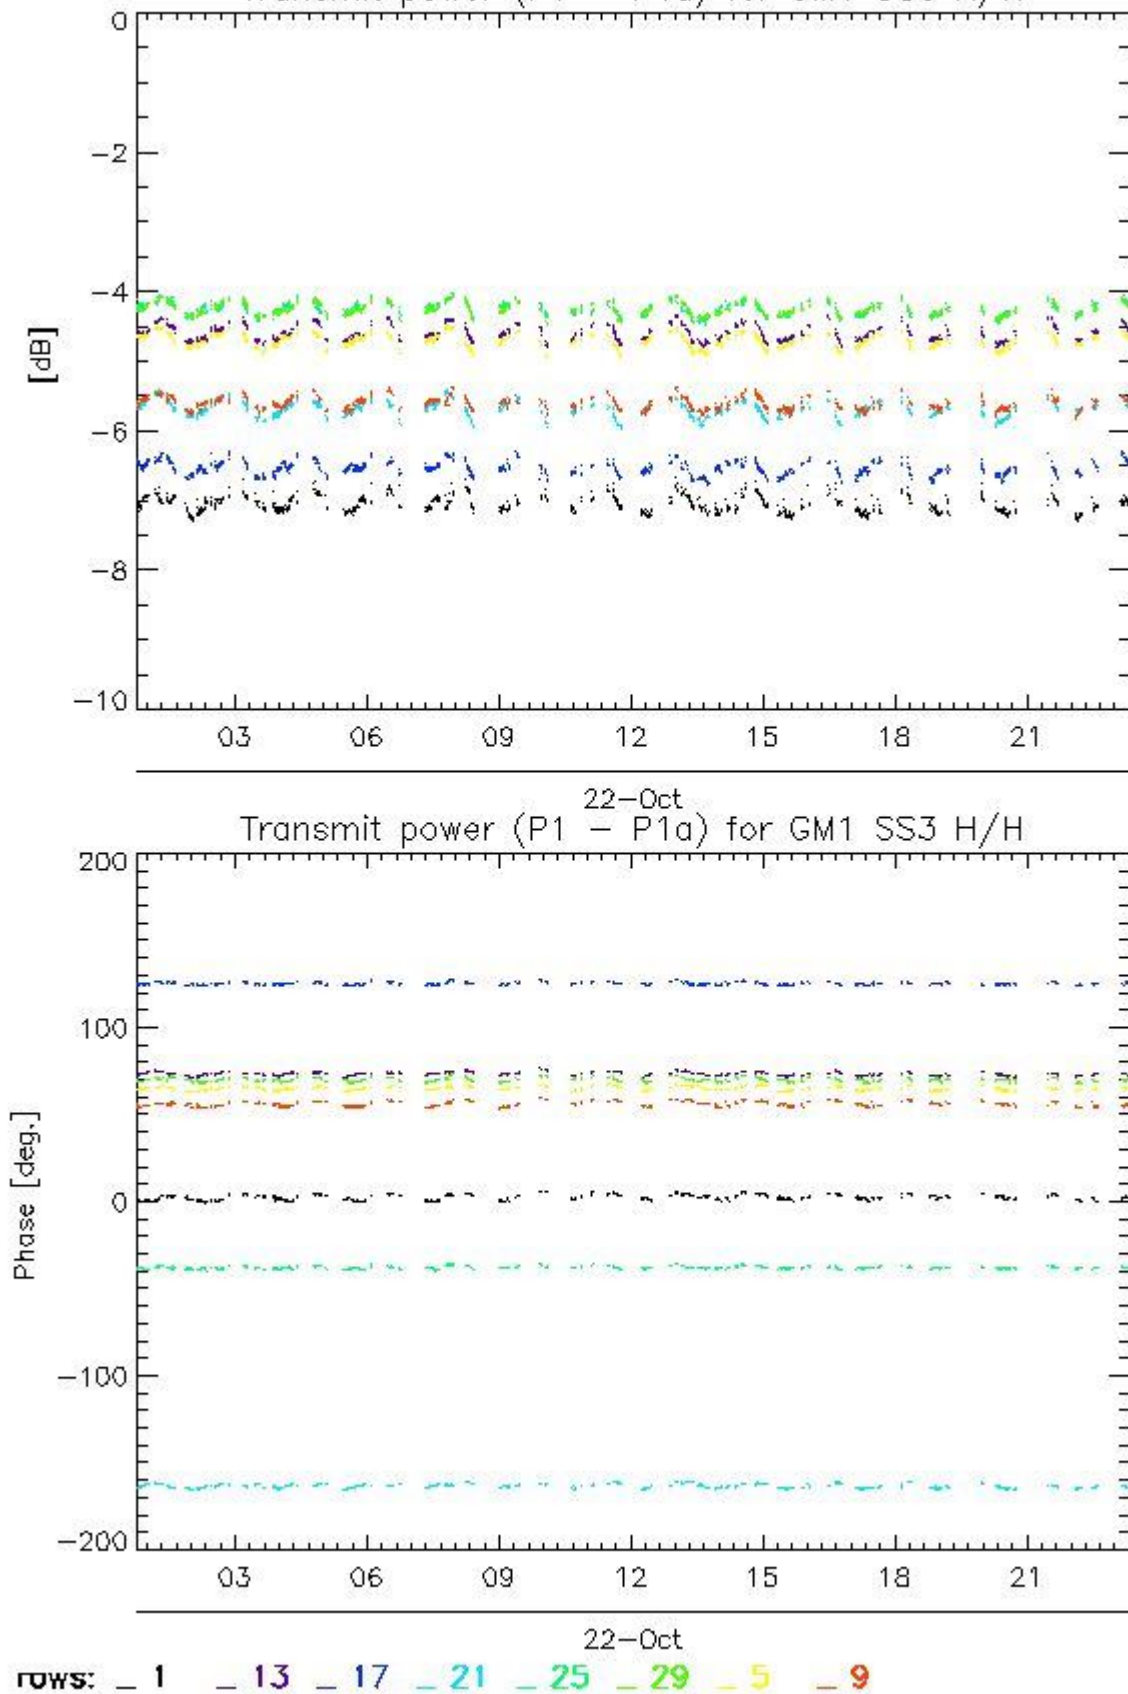 0
-2
-4
-6
-8
-10
[dB]
03 06 09 12 15 18 21
22-Oct
Transmit power (P1 - P1a) for GM1 SS3 H/H
200
100
0
-100
-200
Phase [deg.]
03 06 09 12 15 18 21
22-Oct
rows: _ 1 _ 13 _ 17 _ 21 _ 25 _ 29 _ 5 _ 9